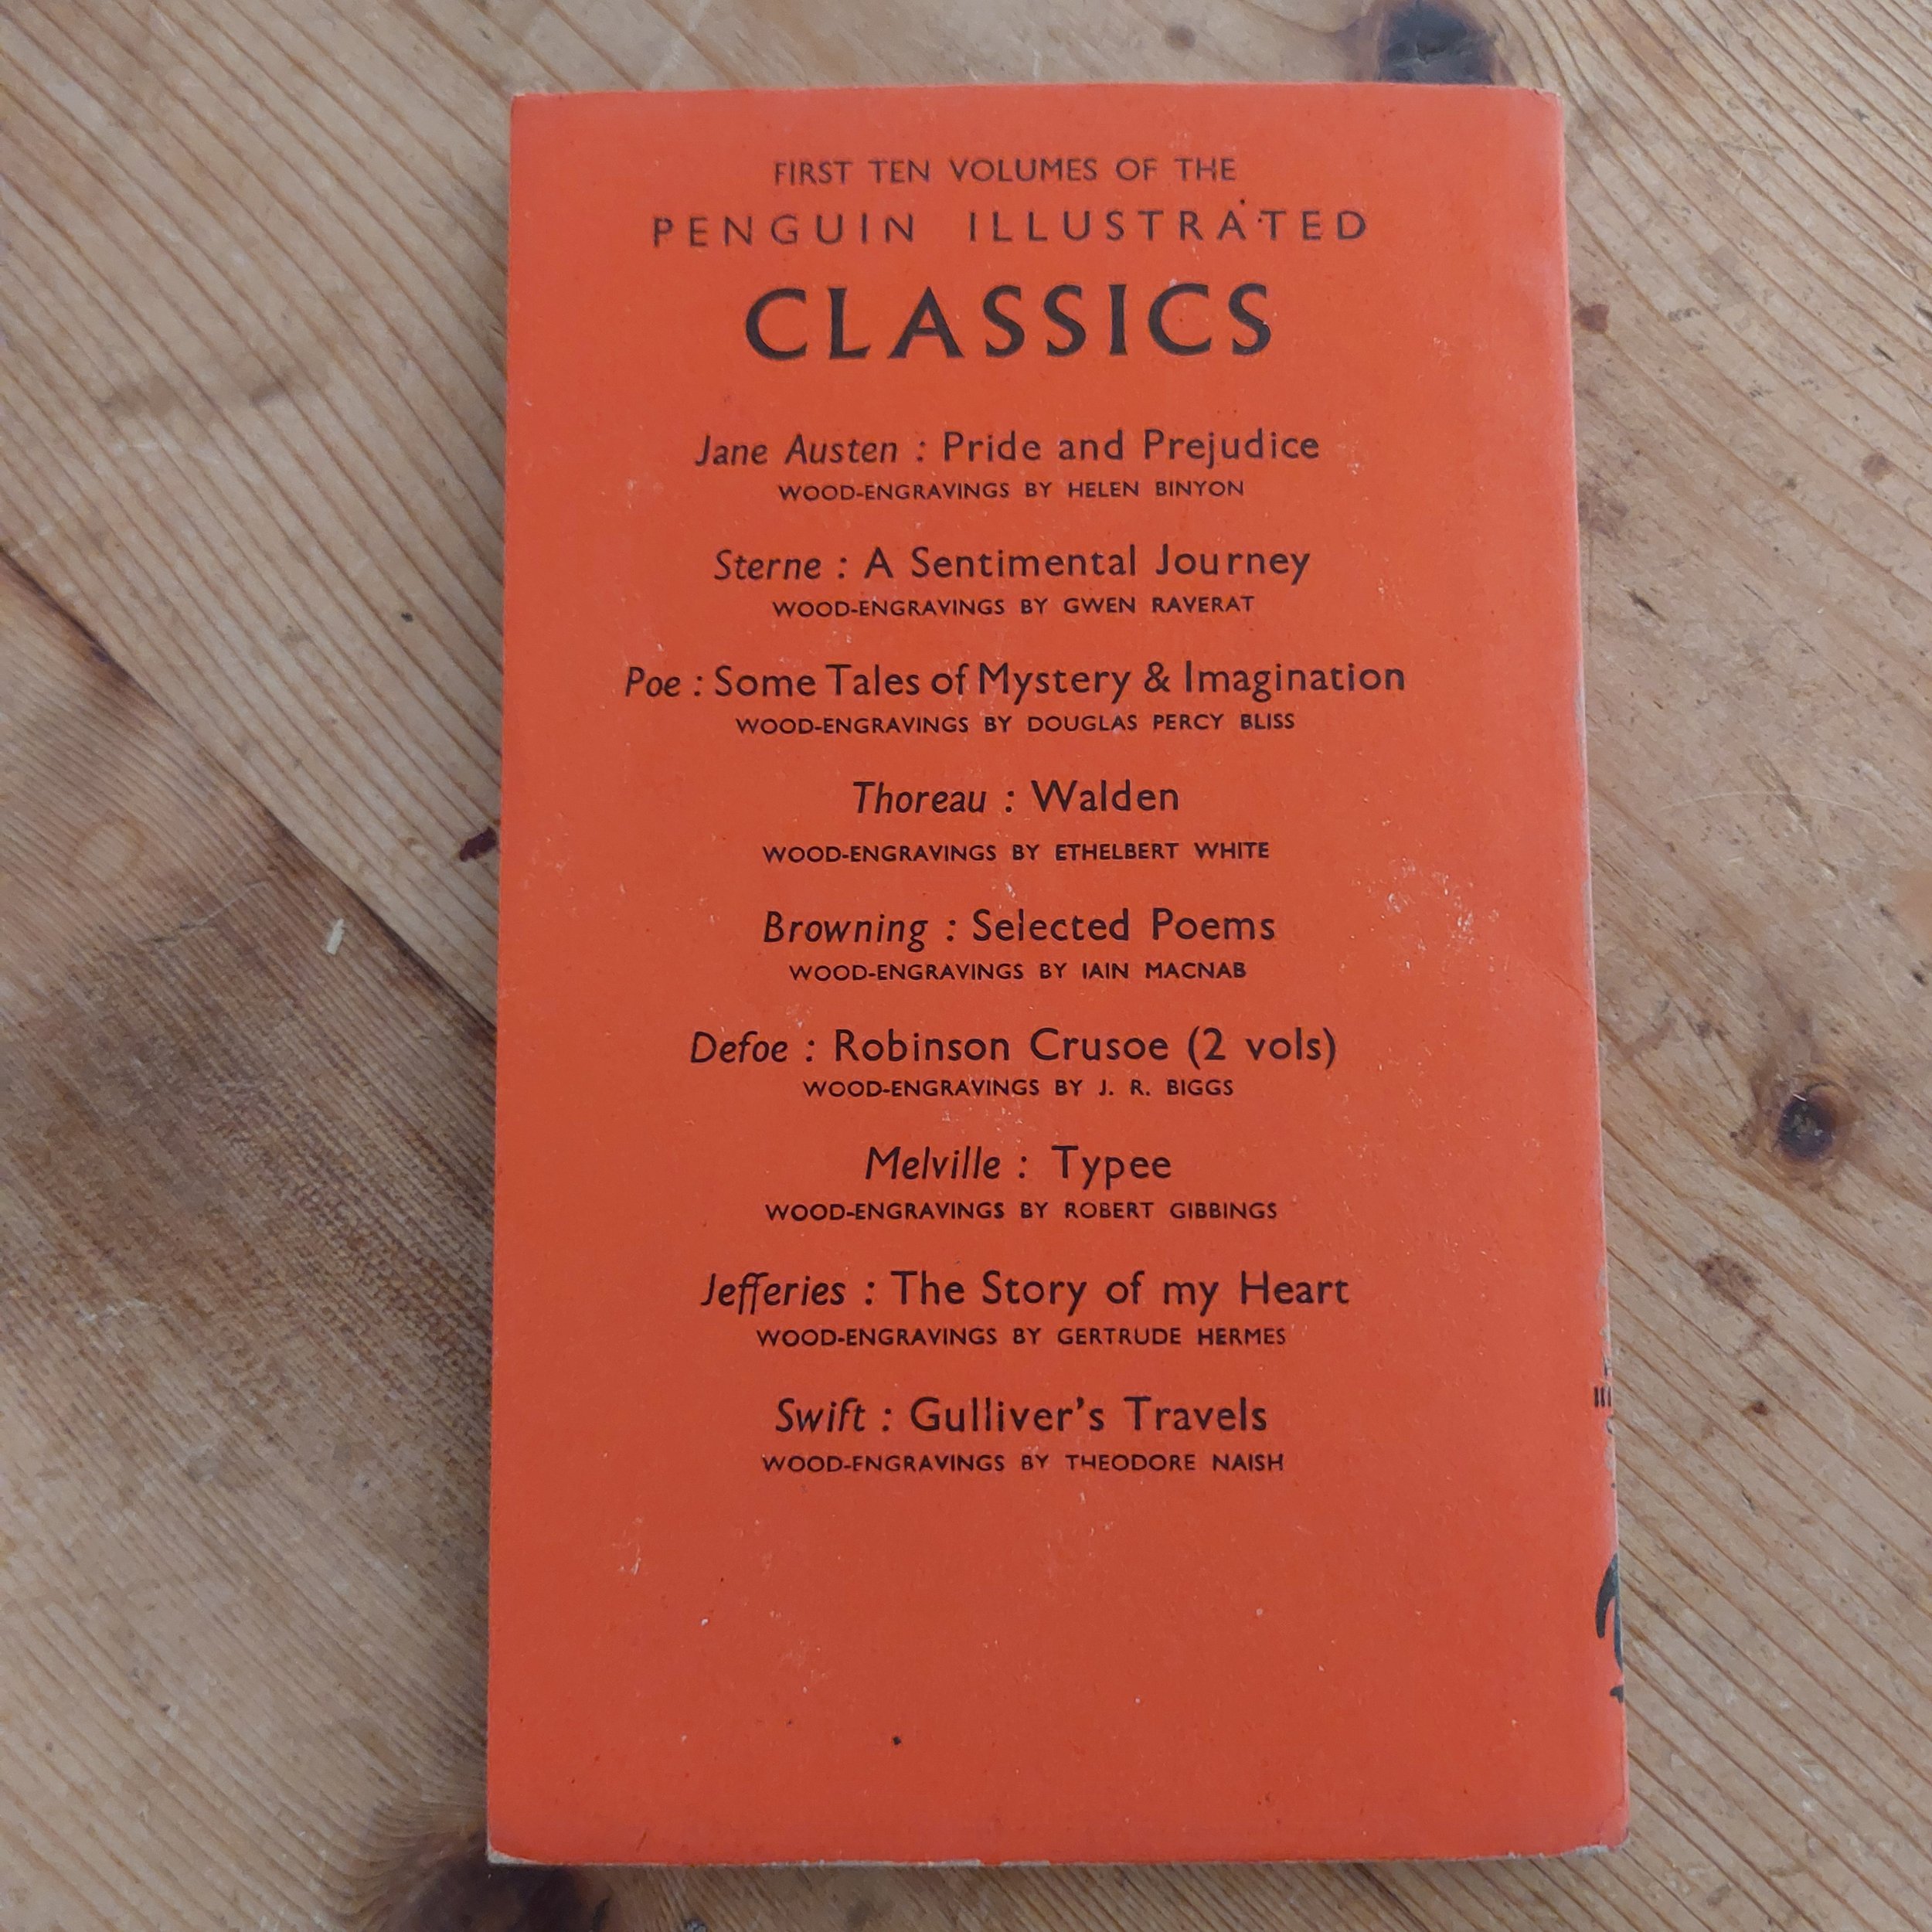 FIRST TEN VOLUMES OF THE
PENGUIN ILLUSTRATED
CLASSICS
Jane Austen : Pride and Prejudice
WOOD-ENGRAVINGS BY HELEN BINYON
Sterne : A Sentimental Journey
WOOD-ENGRAVINGS BY GWEN RAVERAT
Poe : Some Tales of Mystery & Imagination
WOOD-ENGRAVINGS BY DOUGLAS PERCY BLISS
Thoreau : Walden
WOOD-ENGRAVINGS BY ETHELBERT WHITE
Browning : Selected Poems
WOOD-ENGRAVINGS BY IAIN MACNAB
Defoe : Robinson Crusoe (2 vols)
WOOD-ENGRAVINGS BY J. R. BIGGS
Melville : Typee
WOOD-ENGRAVINGS BY ROBERT GIBBINGS
Jefferies : The Story of my Heart
WOOD-ENGRAVINGS BY GERTRUDE HERMES
Swift : Gulliver's Travels
WOOD-ENGRAVINGS BY THEODORE NAISH